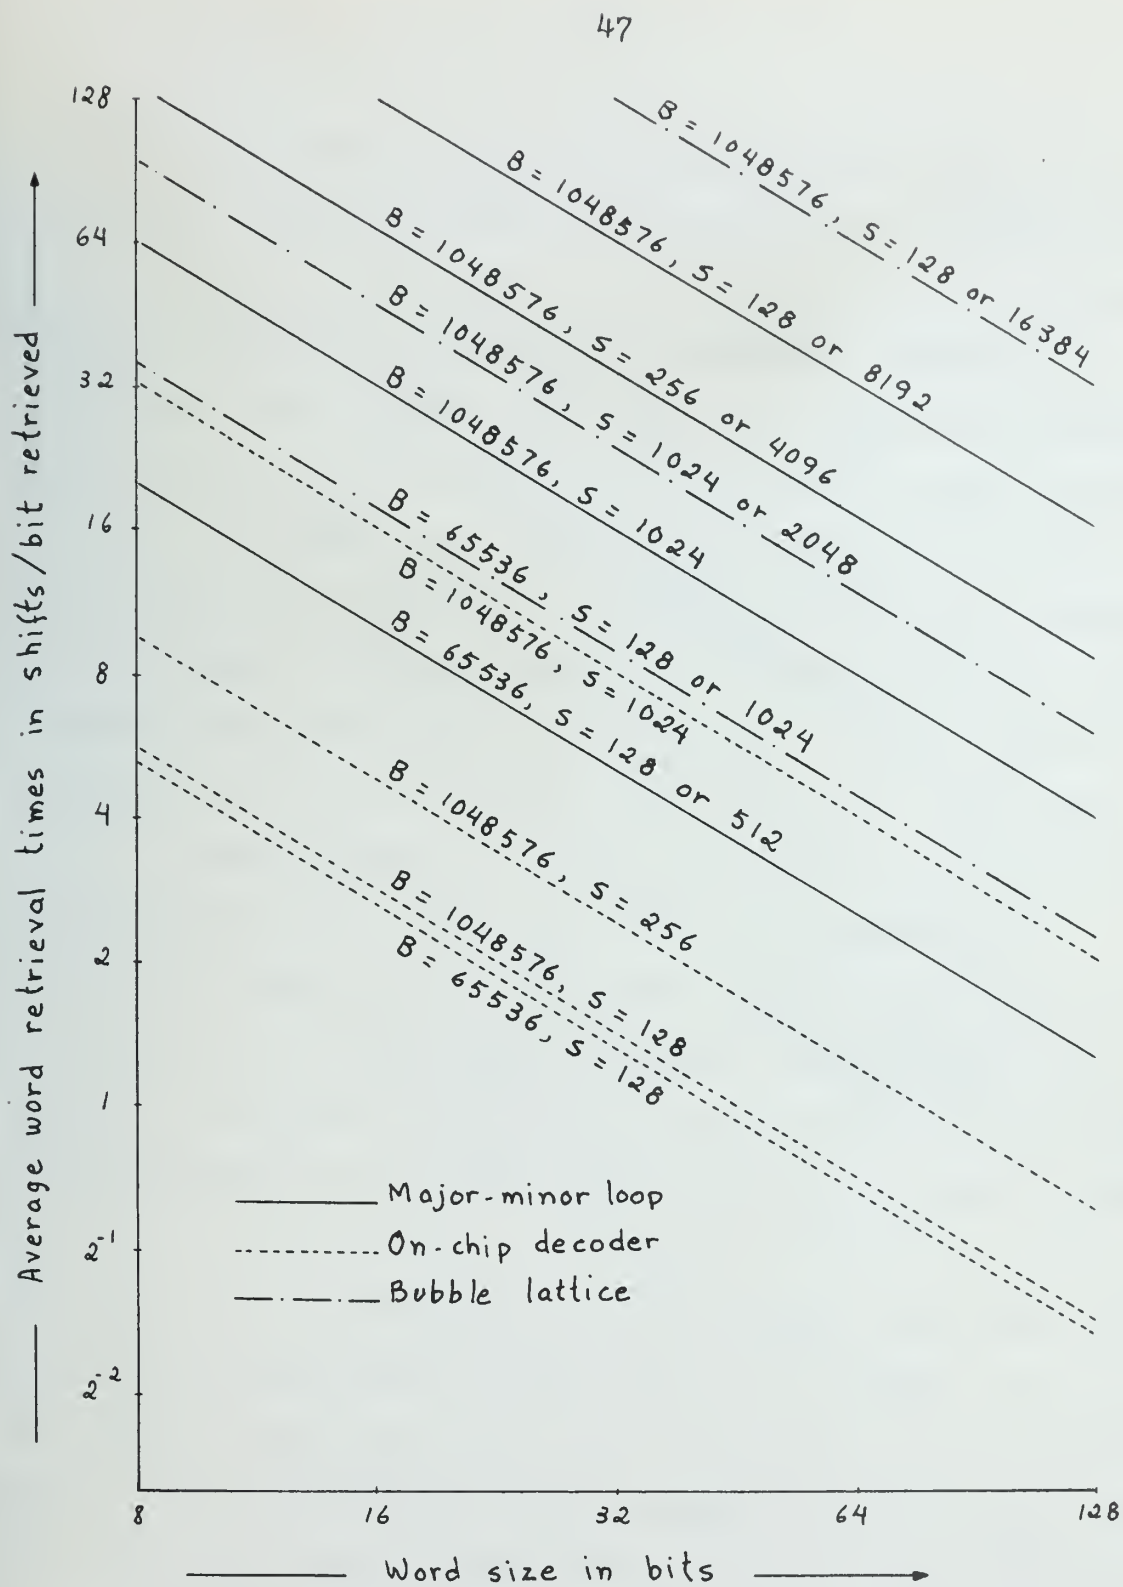 47
128
64
32
16
8
4
2
1
2^-1
2^-2
Average word retrieval times in shifts/bit retrieved
B = 1048576, S = 128 or 16384
B = 1048576, S = 128 or 8192
B = 1048576, S = 256 or 4096
B = 1048576, S = 1024 or 2048
B = 1048576, S = 1024
B = 65536, S = 128 or 1024
B = 1048576, S = 1024
B = 65536, S = 128 or 512
B = 1048576, S = 256
B = 1048576, S = 128
B = 65536, S = 128
Major-minor loop
On-chip decoder
Bubble lattice
8 16 32 64 128
Word size in bits